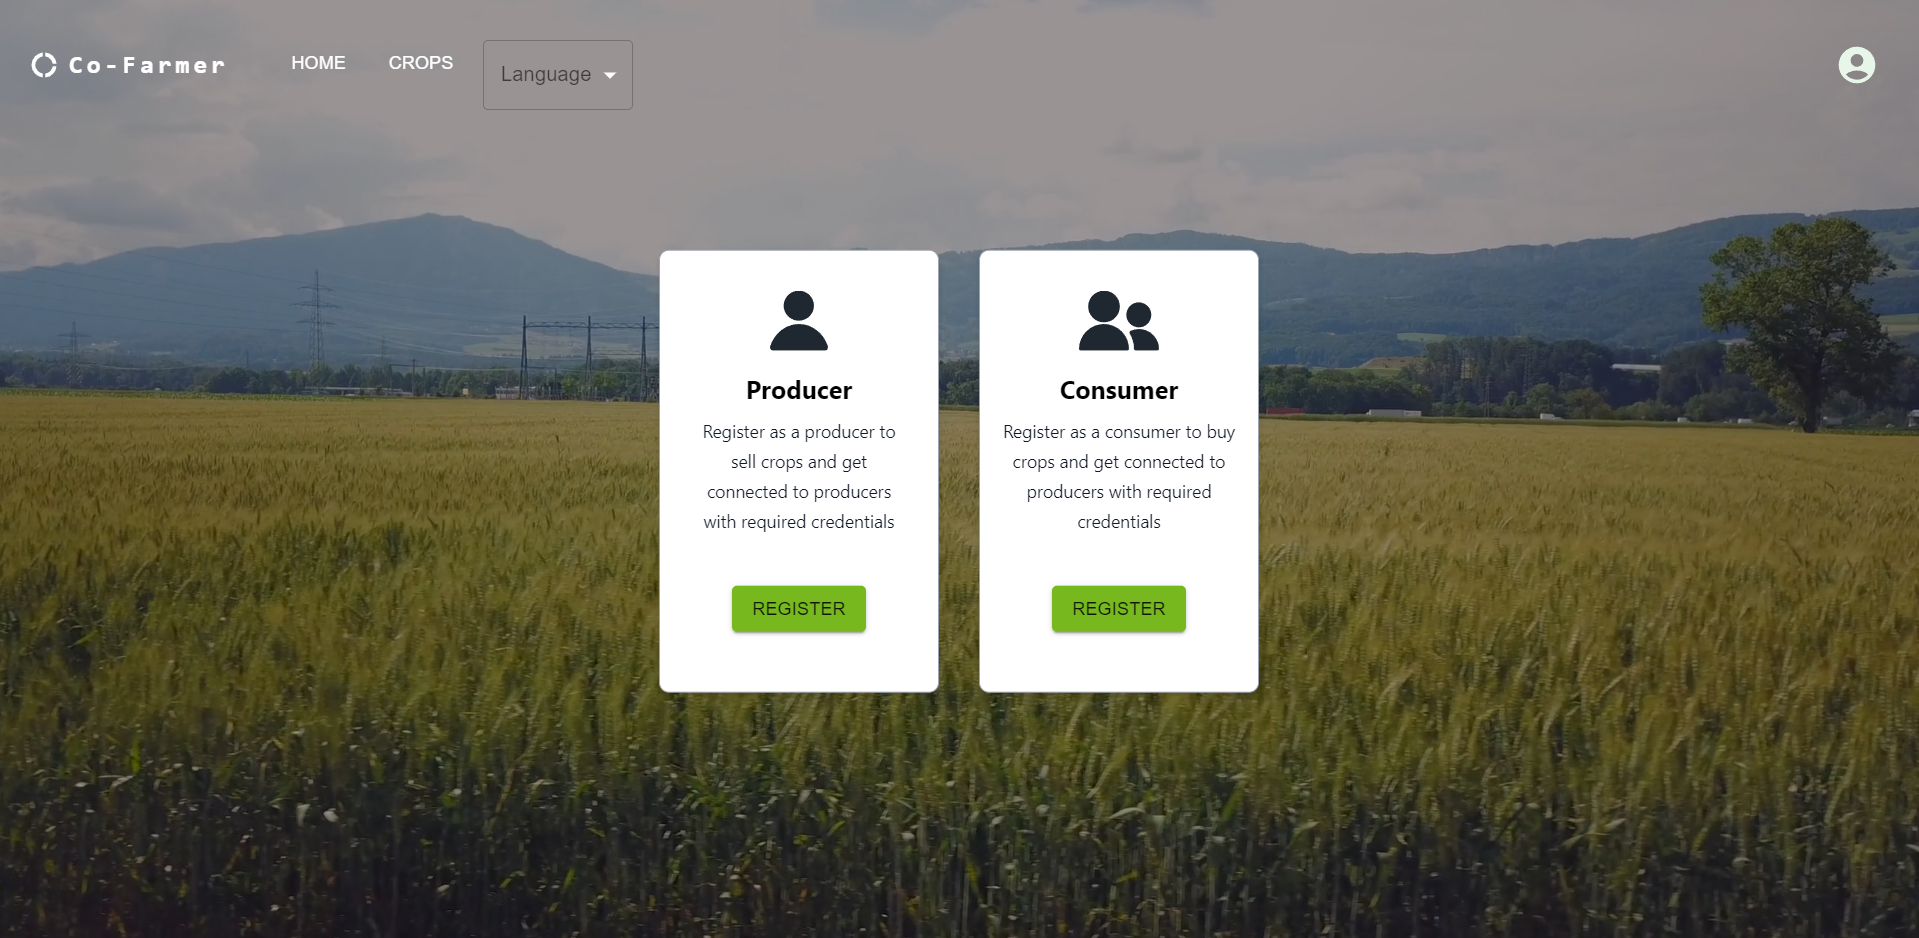 Co-Farmer
HOME
CROPS
Language
Producer
Register as a producer to
sell crops and get
connected to producers
with required credentials
REGISTER
Consumer
Register as a consumer to buy
crops and get connected to
producers with required
credentials
REGISTER